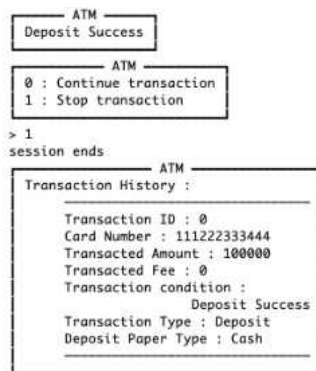 ATM
Deposit Success
ATM
0 : Continue transaction
1 : Stop transaction
> 1
session ends
ATM
Transaction History :
Transaction ID : 0
Card Number : 111222333444
Transacted Amount : 100000
Transacted Fee : 0
Transaction condition :
Deposit Success
Transaction Type : Deposit
Deposit Paper Type : Cash